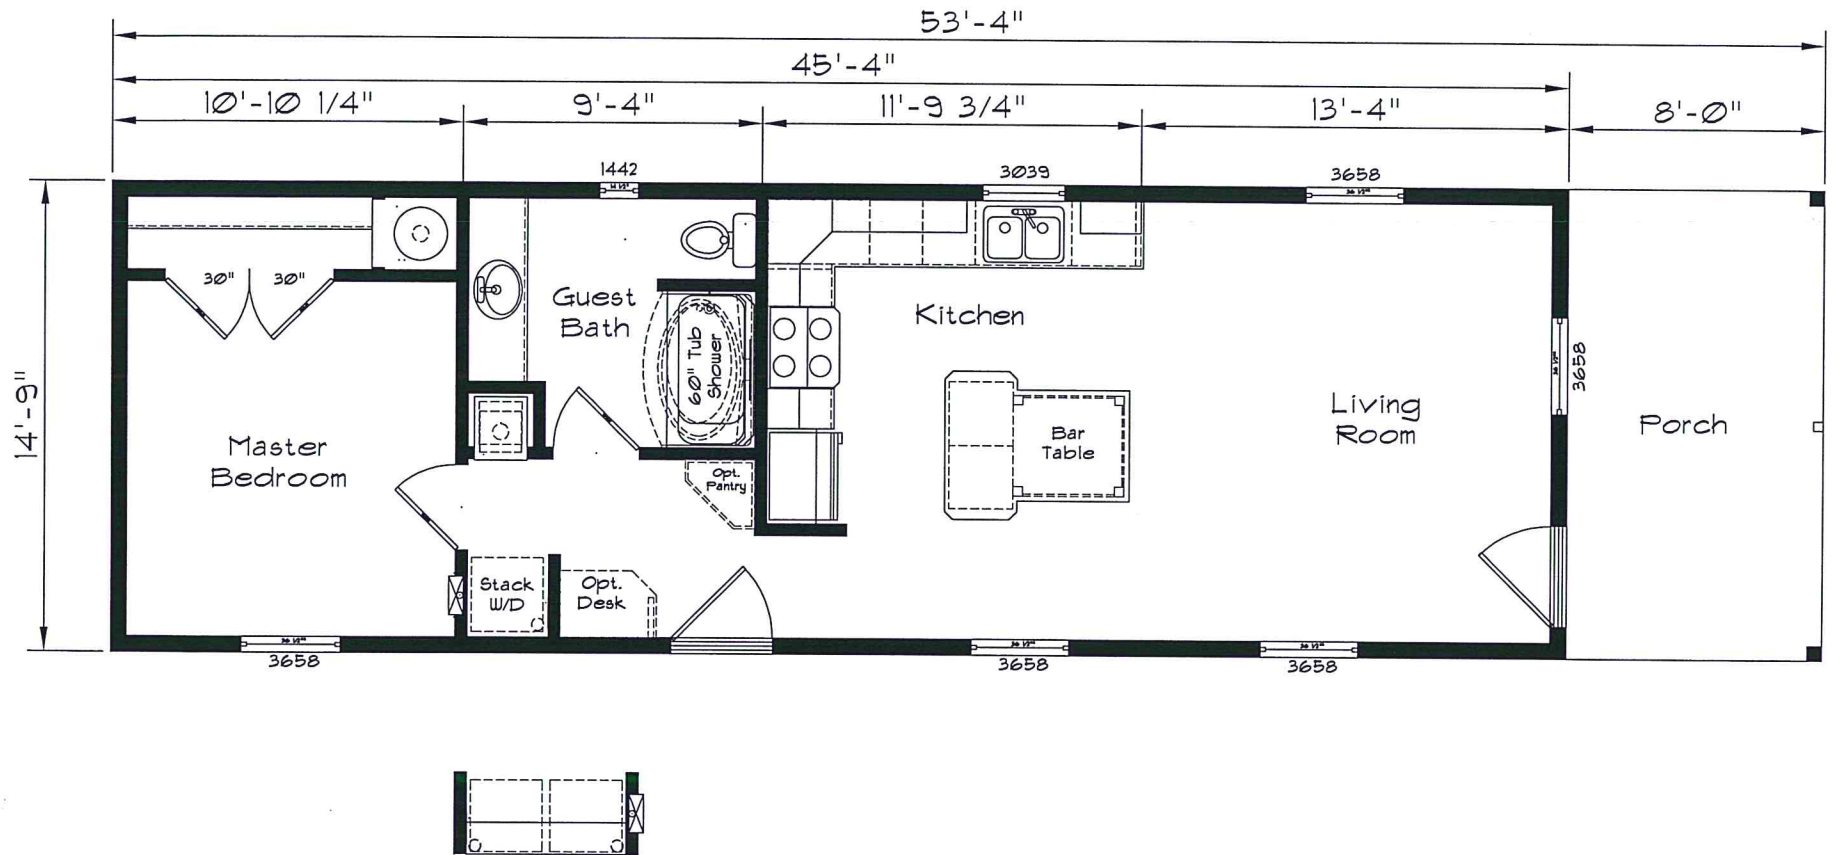 53'-4"
45'-4"
10'-10 1/4"
9'-4"
11'-9 3/4"
13'-4"
8'-0"
1442
3039
3658
14'-9"
30"
30"
Guest
Bath
60" Tub
Shower
Kitchen
Living
Room
3658
Porch
Master
Bedroom
Bar
Table
Opt.
Pantry
Stack
W/D
Opt.
Desk
3658
3658
3658